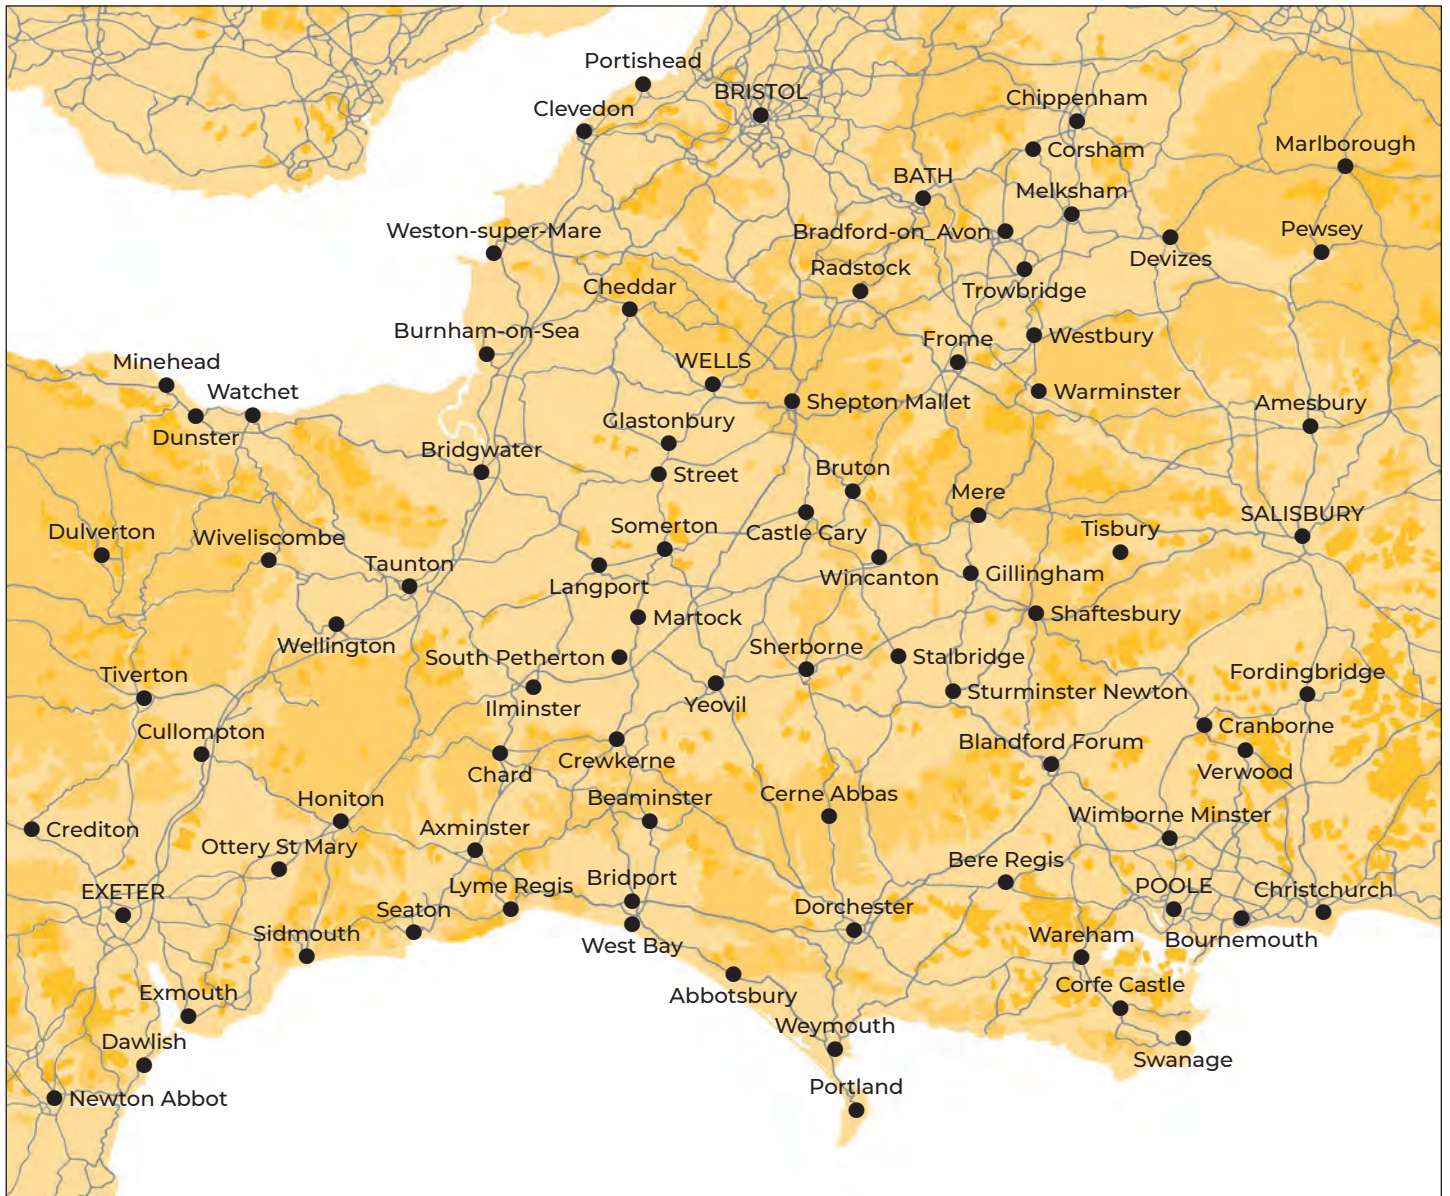 Portishead
BRISTOL
Chippenham
Clevedon
Corsham
Marlborough
BATH
Melksham
Weston-super-Mare
Bradford-on_Avon
Pewsey
Devizes
Radstock
Cheddar
Trowbridge
Burnham-on-Sea
Frome
Westbury
Minehead
WELLS
Watchet
Warminster
Shepton Mallet
Amesbury
Glastonbury
Dunster
Bridgwater
Street
Bruton
Mere
SALISBURY
Somerton
Tisbury
Dulverton
Wiveliscombe
Castle Cary
Taunton
Langport
Wincanton
Gillingham
Martock
Shaftesbury
Wellington
Sherborne
South Petherton
Stalbridge
Tiverton
Fordingbridge
Sturminster Newton
Ilminster
Yeovil
Cullompton
Cranborne
Blandford Forum
Crewkerne
Chard
Verwood
Honiton
Beaminster
Cerne Abbas
Wimborne Minster
Crediton
Axminster
Ottery St Mary
Bere Regis
Bridport
EXETER
Lyme Regis
POOLE
Christchurch
Seaton
Dorchester
Sidmouth
Wareham
Bournemouth
West Bay
Corfe Castle
Exmouth
Abbotsbury
Weymouth
Dawlish
Swanage
Portland
Newton Abbot